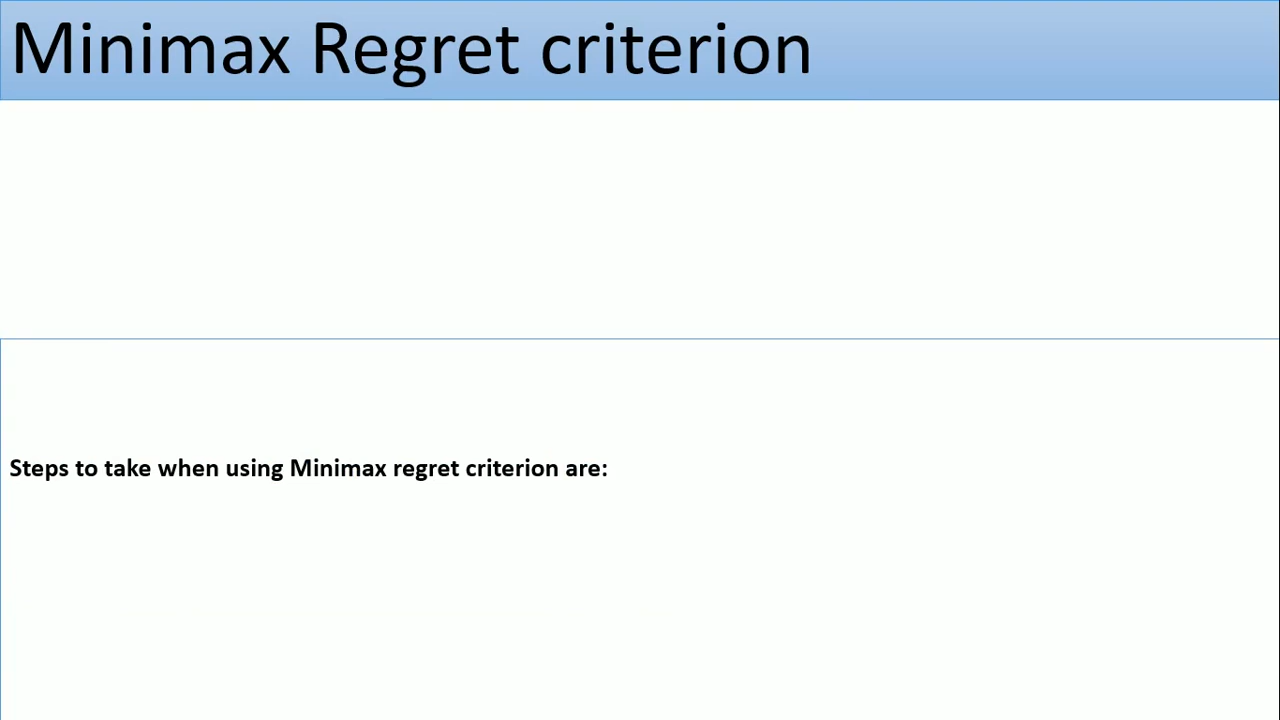 Minimax Regret criterion
Steps to take when using Minimax regret criterion are: